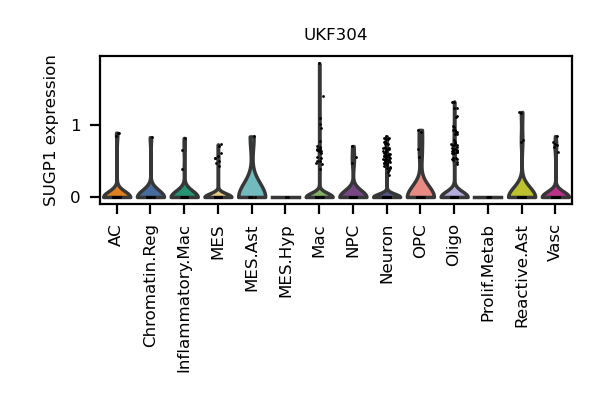 UKF304
SUGP1 expression
1
0
AC
Chromatin.Reg
Inflammatory.Mac
MES
MES.Ast
MES.Hyp
Mac
NPC
Neuron
OPC
Oligo
Prolif.Metab
Reactive.Ast
Vasc